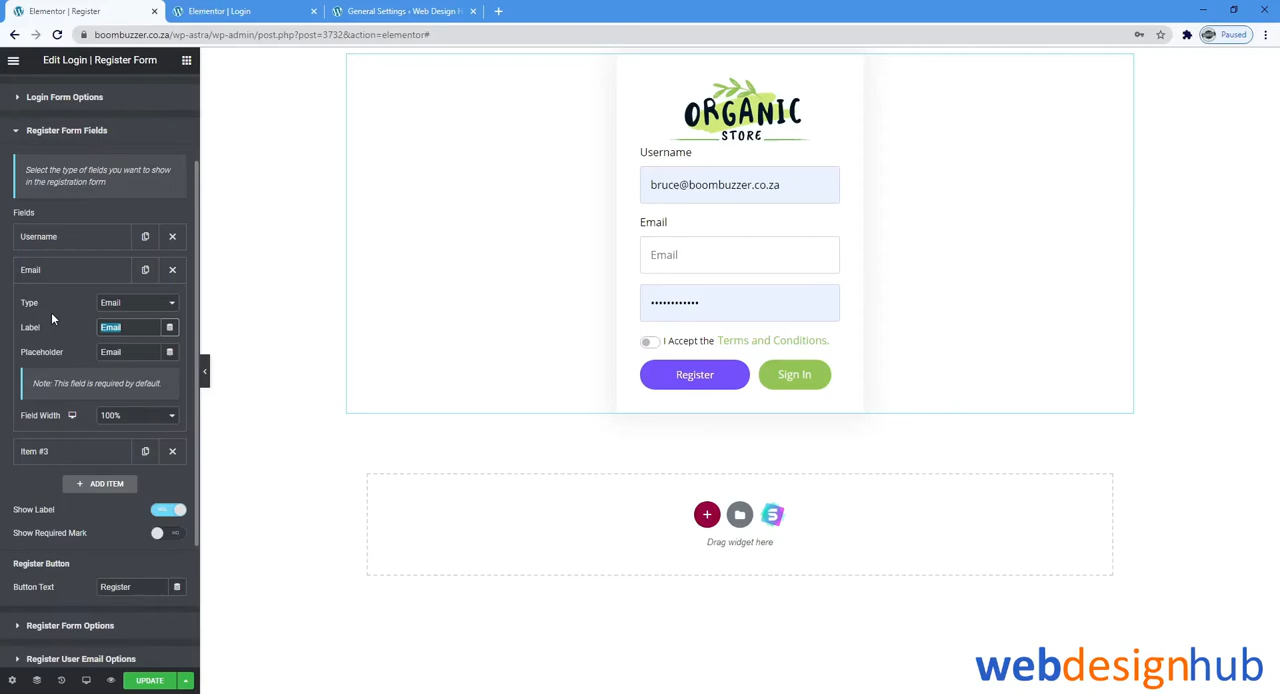 Elementor | Register
Elementor | Login
General Settings ‹ Web Design H
boombuzzer.co.za/wp-astra/wp-admin/post.php?post=3732&action=elementor#
Paused
Edit Login | Register Form
Login Form Options
Register Form Fields
Select the type of fields you want to show
in the registration form
Fields
Username
Email
Type
Email
Label
Email
Placeholder
Email
Note: This field is required by default.
Field Width
100%
Item #3
+ ADD ITEM
Show Label
Show Required Mark
NO
Register Button
Button Text
Register
Register Form Options
Register User Email Options
UPDATE
ORGANIC
STORE
Username
bruce@boombuzzer.co.za
Email
Email
I Accept the Terms and Conditions.
Register
Sign In
Drag widget here
webdesignhub